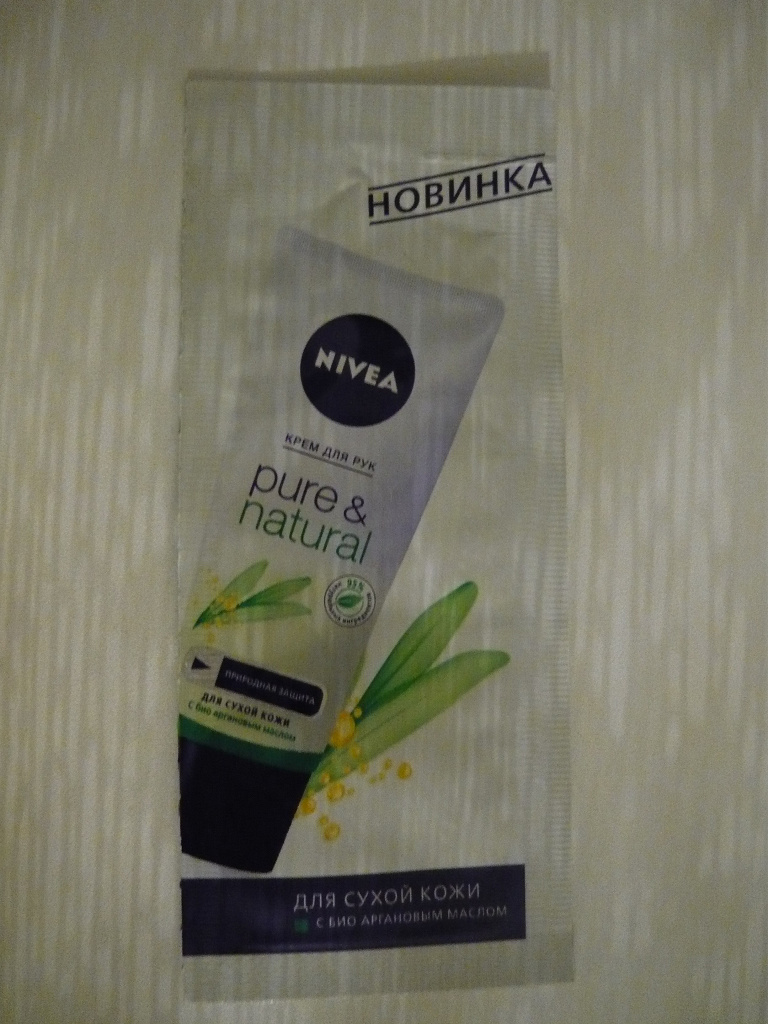 НОВИНКА
NIVEA
КРЕМ ДЛЯ РУК
pure &
natural
95%
ПРИРОДНАЯ ЗАЩИТА
ДЛЯ СУХОЙ КОЖИ
с био аргановым маслом
ДЛЯ СУХОЙ КОЖИ
С БИО АРГАНОВЫМ МАСЛОМ